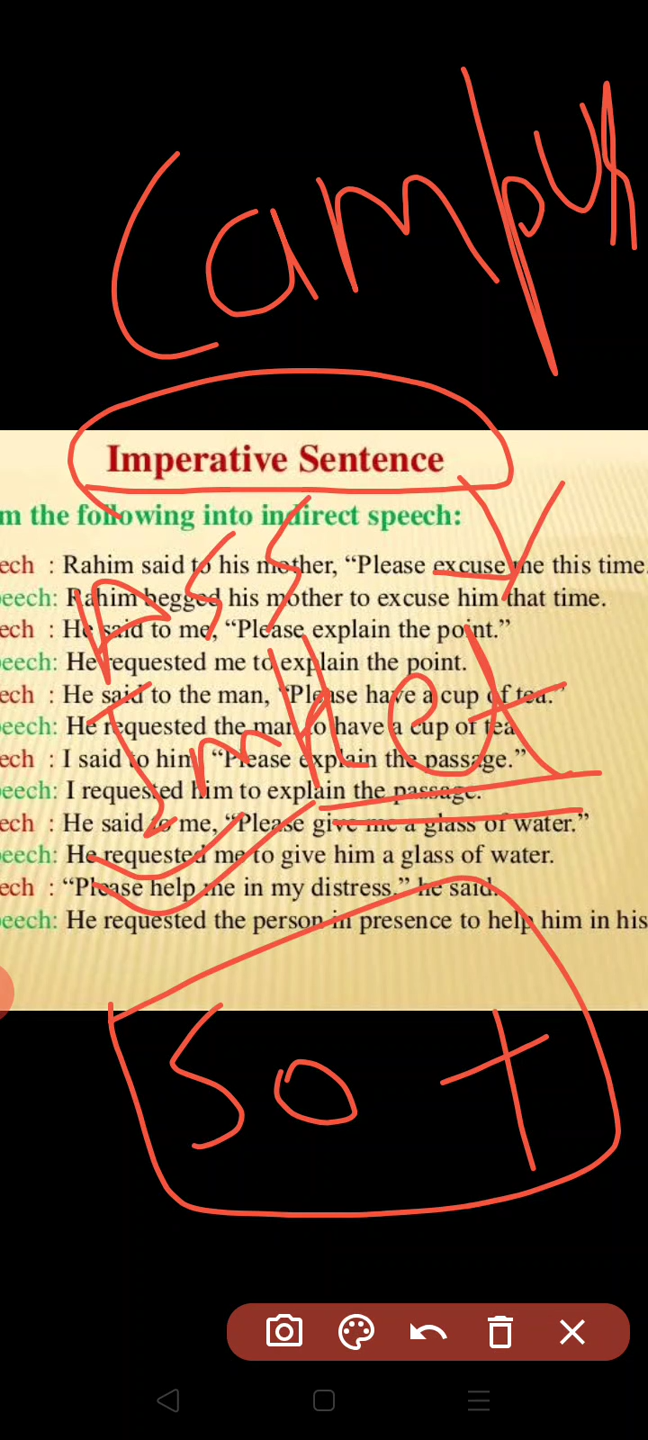 Imperative Sentence
m the following into indirect speech:
ech : Rahim said to his mother, “Please excuse me this time.
eech: Rahim begged his mother to excuse him that time.
ech : He said to me, “Please explain the point.”
eech: He requested me to explain the point.
ech : He said to the man, “Please have a cup of tea.”
eech: He requested the man to have a cup of tea
ech : I said to him, “Please explain the passage.”
eech: I requested him to explain the passage.
ech : He said to me, “Please give me a glass of water.”
eech: He requested me to give him a glass of water.
ech : “Please help me in my distress.” he said.
eech: He requested the person in presence to help him in his
50 +